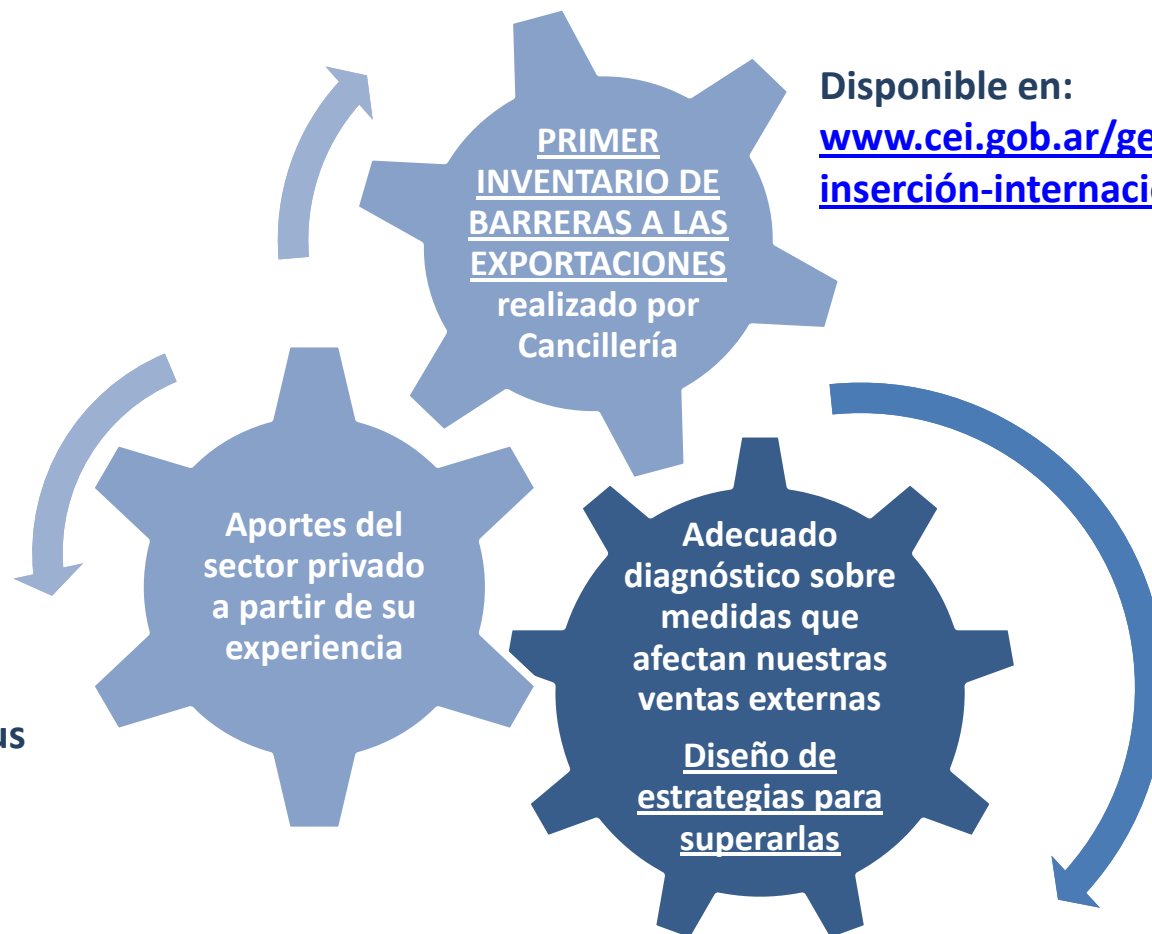 Disponible en:
www.cei.gob.ar/ge
inserción-internaci
PRIMER
INVENTARIO DE
BARRERAS A LAS
EXPORTACIONES
realizado por
Cancillería
Aportes del
sector privado
a partir de su
experiencia
us
Adecuado
diagnóstico sobre
medidas que
afectan nuestras
ventas externas
Diseño de
estrategias para
superarlas